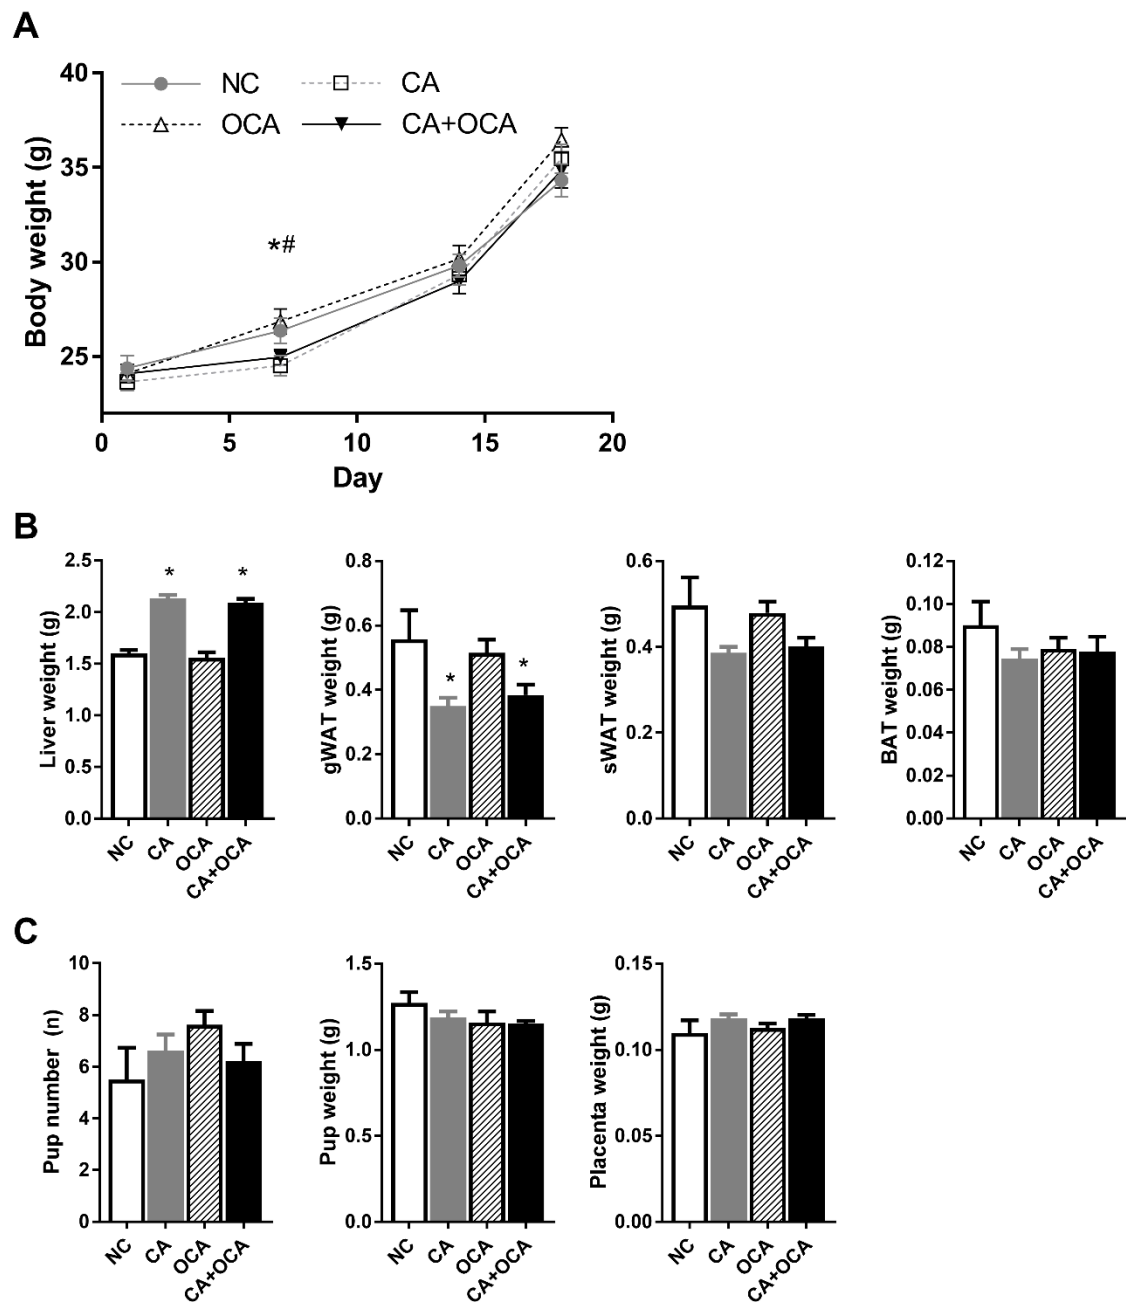 A
NC
CA
OCA
CA+OCA
Body weight (g)
40
35
30
25
*#
0
5
10
15
20
Day
B
Liver weight (g)
2.5
2.0
1.5
1.0
0.5
0.0
*
*
NC
CA
OCA
CA+OCA
gWAT weight (g)
0.8
0.6
0.4
0.2
0.0
*
*
NC
CA
OCA
CA+OCA
sWAT weight (g)
0.6
0.4
0.2
0.0
NC
CA
OCA
CA+OCA
BAT weight (g)
0.12
0.10
0.08
0.06
0.04
0.02
0.00
NC
CA
OCA
CA+OCA
C
Pup number (n)
10
8
6
4
2
0
NC
CA
OCA
CA+OCA
Pup weight (g)
1.5
1.0
0.5
0.0
NC
CA
OCA
CA+OCA
Placenta weight (g)
0.15
0.10
0.05
0.00
NC
CA
OCA
CA+OCA